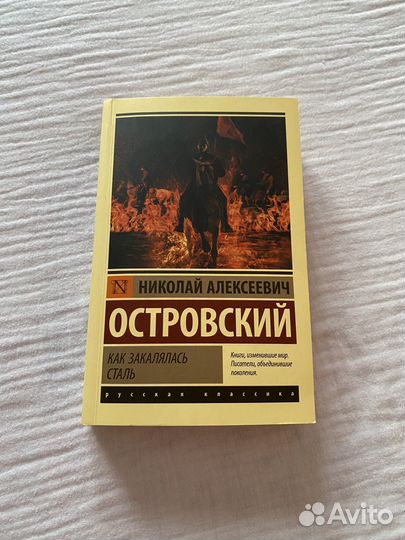 N
НИКОЛАЙ АЛЕКСЕЕВИЧ
ОСТРОВСКИЙ
КАК ЗАКАЛЯЛАСЬ
СТАЛЬ
Книги, изменившие мир.
Писатели, объединившие
поколения.
русская классика
Avito